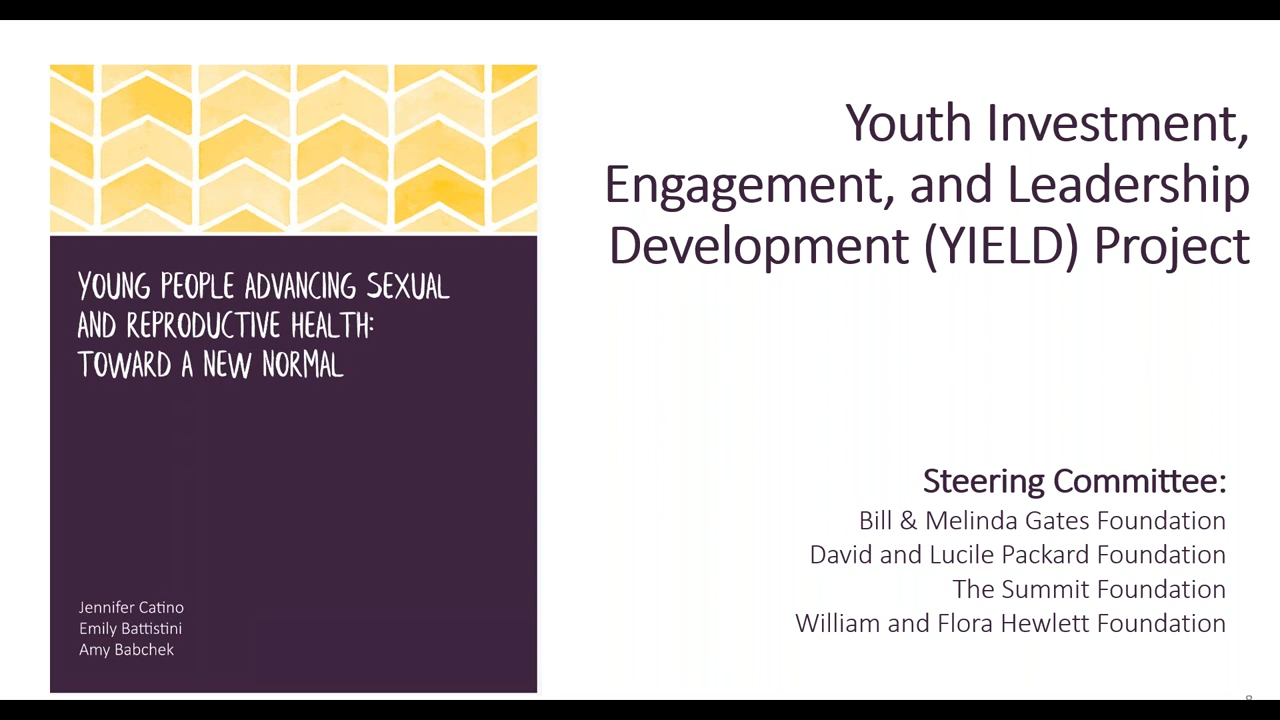 YOUNG PEOPLE ADVANCING SEXUAL
AND REPRODUCTIVE HEALTH:
TOWARD A NEW NORMAL
Jennifer Catino
Emily Battistini
Amy Babchek
Youth Investment,
Engagement, and Leadership
Development (YIELD) Project
Steering Committee:
Bill & Melinda Gates Foundation
David and Lucile Packard Foundation
The Summit Foundation
William and Flora Hewlett Foundation